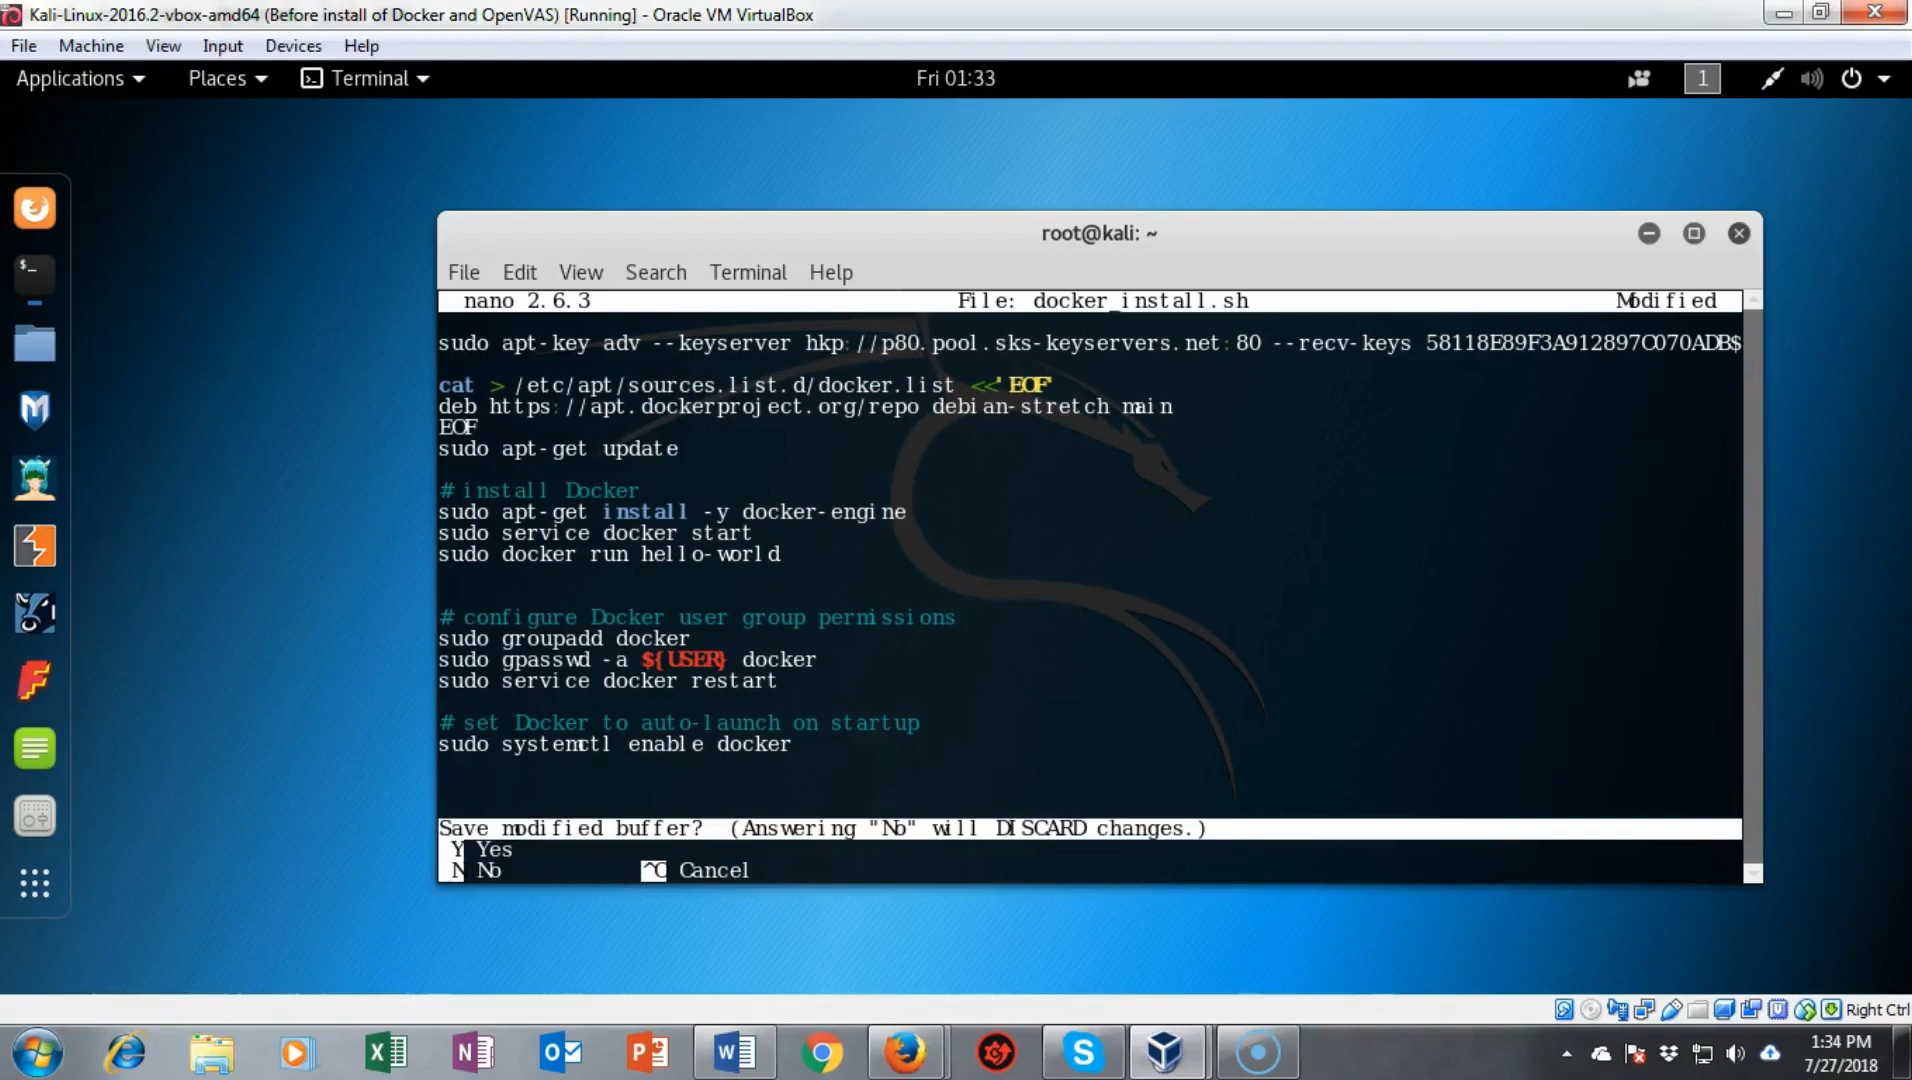 Kali-Linux-2016.2-vbox-amd64 (Before install of Docker and OpenVAS) [Running] - Oracle VM VirtualBox
File Machine View Input Devices Help
Applications Places Terminal Fri 01:33 1
root@kali: ~
File Edit View Search Terminal Help
nano 2.6.3 File: docker_install.sh Modified
sudo apt-key adv --keyserver hkp://p80.pool.sks-keyservers.net:80 --recv-keys 58118E89F3A912897C070ADB$
cat > /etc/apt/sources.list.d/docker.list <<'EOF'
deb https://apt.dockerproject.org/repo debian-stretch main
EOF
sudo apt-get update
# install Docker
sudo apt-get install -y docker-engine
sudo service docker start
sudo docker run hello-world
# configure Docker user group permissions
sudo groupadd docker
sudo gpasswd -a ${USER} docker
sudo service docker restart
# set Docker to auto-launch on startup
sudo systemctl enable docker
Save modified buffer? (Answering "No" will DISCARD changes.)
Y Yes
N No ^C Cancel
Right Ctrl
1:34 PM
7/27/2018